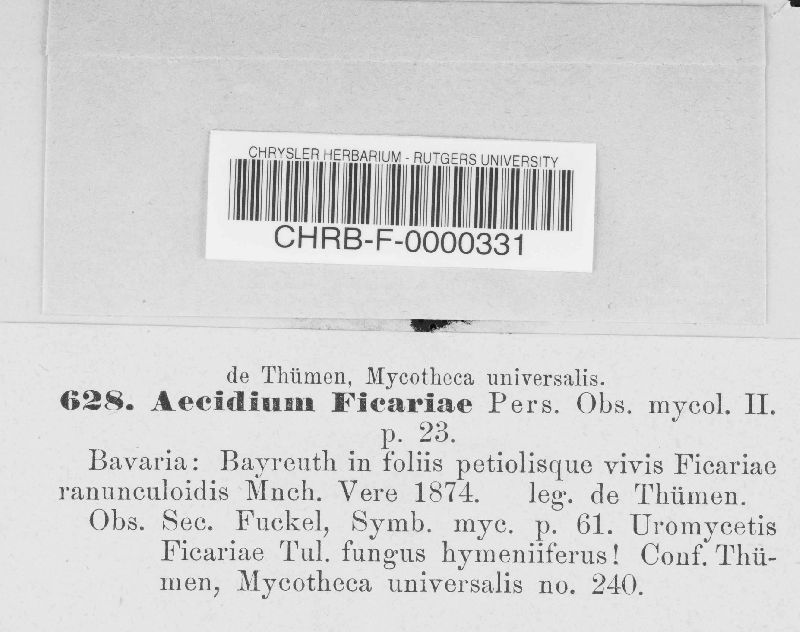 CHRYSLER HERBARIUM - RUTGERS UNIVERSITY
CHRB-F-0000331
de Thümen, Mycotheca universalis.
628. Aecidium Ficariae Pers. Obs. mycol. II.
p. 23.
Bavaria: Bayreuth in foliis petiolisque vivis Ficariae
ranunculoidis Mnch. Vere 1874. leg. de Thümen.
Obs. Sec. Fuckel, Symb. myc. p. 61. Uromycetis
Ficariae Tul. fungus hymeniiferus! Conf. Thü-
men, Mycotheca universalis no. 240.